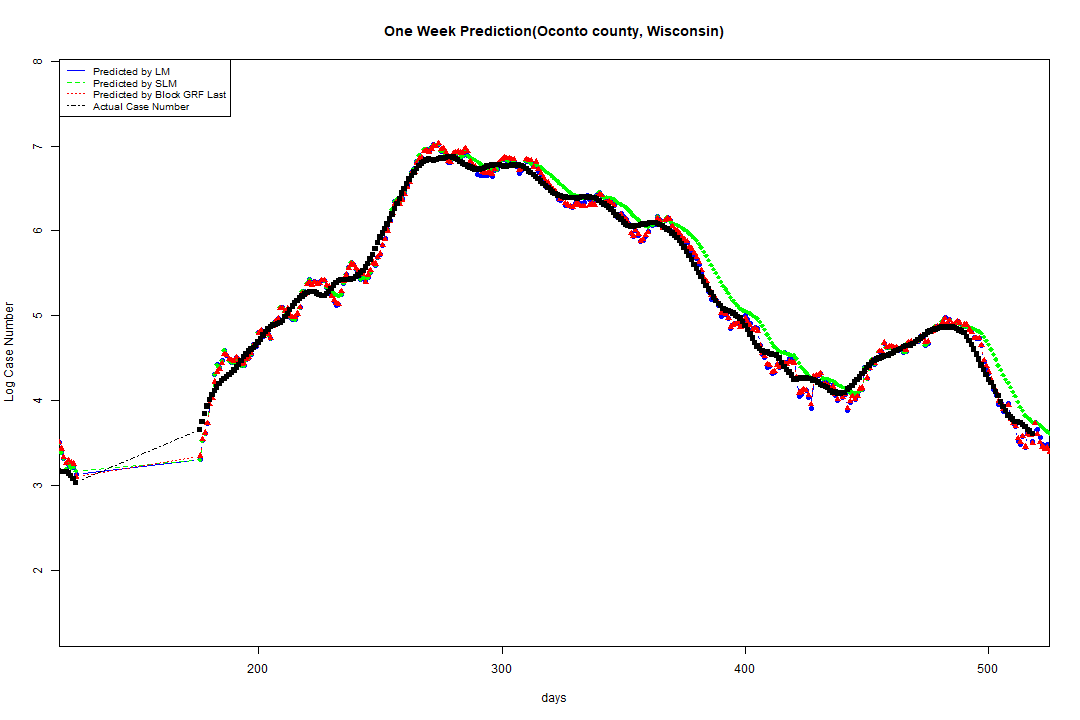 One Week Prediction(Oconto county, Wisconsin)
Predicted by LM
Predicted by SLM
Predicted by Block GRF Last
Actual Case Number
8
7
6
5
4
3
2
Log Case Number
200 300 400 500
days